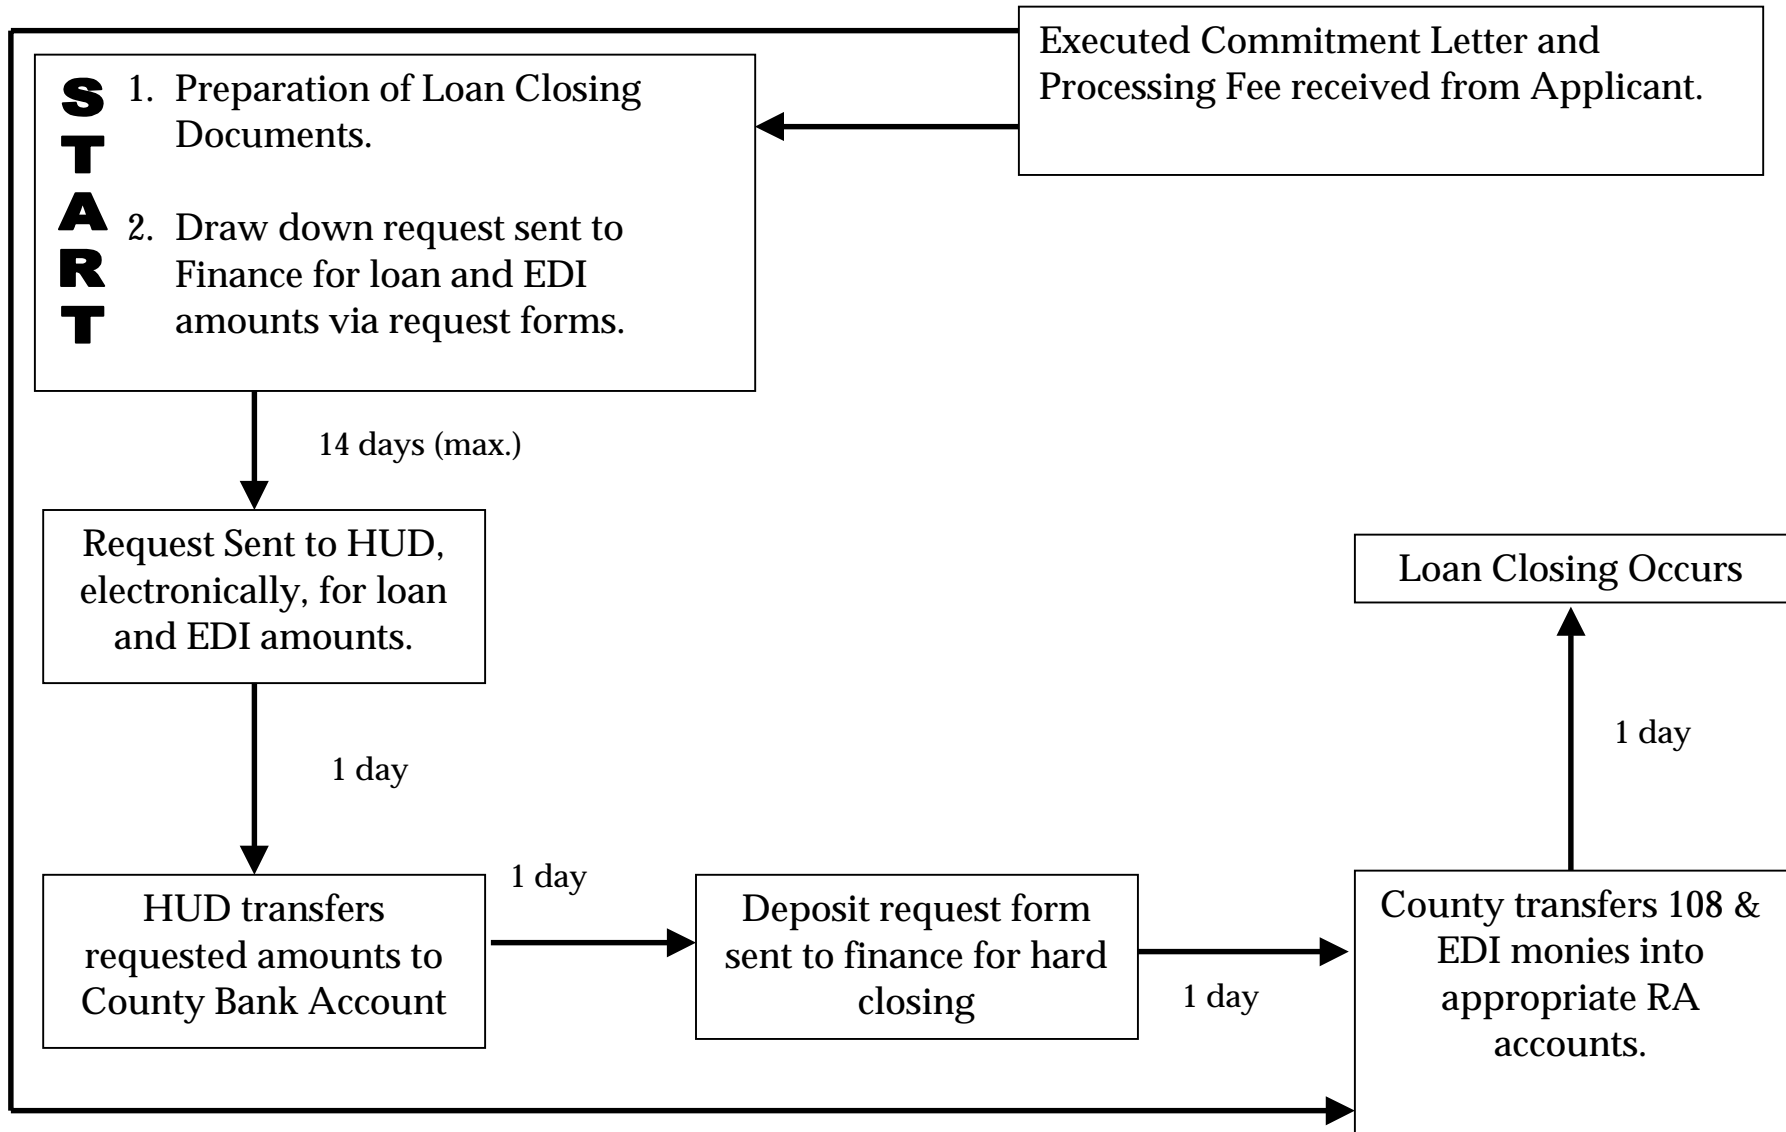 Executed Commitment Letter and
Processing Fee received from Applicant.
START
1. Preparation of Loan Closing
Documents.
2. Draw down request sent to
Finance for loan and EDI
amounts via request forms.
14 days (max.)
Request Sent to HUD,
electronically, for loan
and EDI amounts.
1 day
HUD transfers
requested amounts to
County Bank Account
1 day
Deposit request form
sent to finance for hard
closing
1 day
County transfers 108 &
EDI monies into
appropriate RA
accounts.
1 day
Loan Closing Occurs